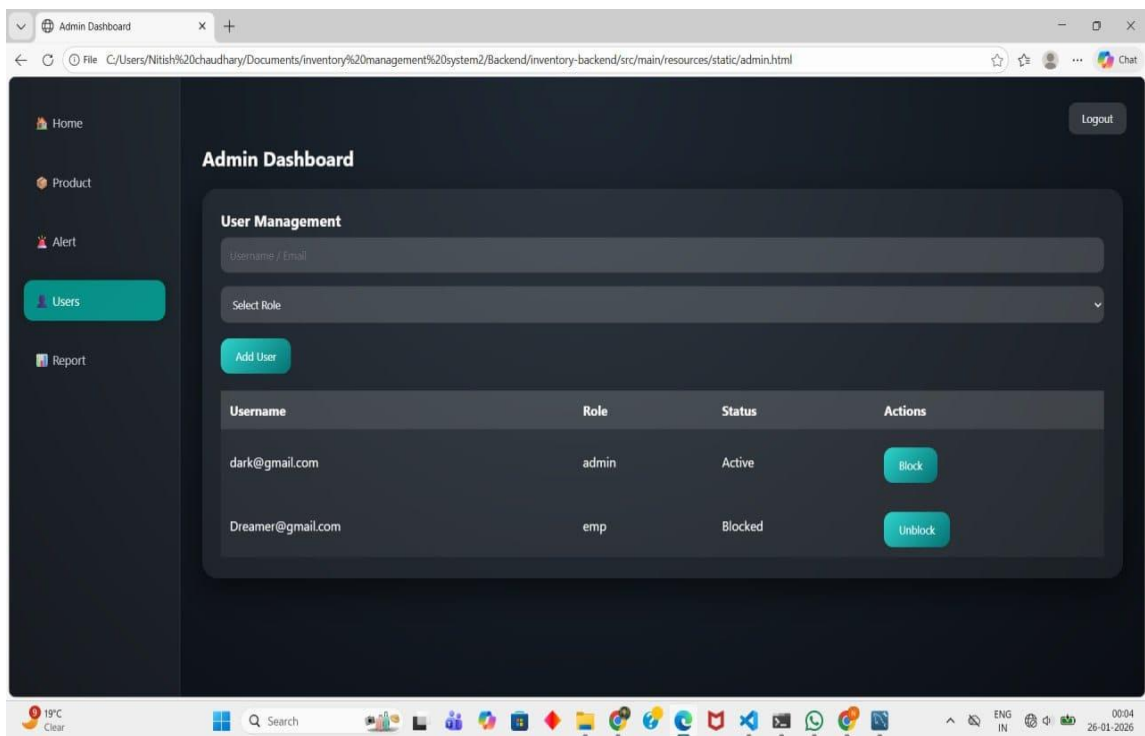 Admin Dashboard
File C:/Users/Nitish%20chaudhary/Documents/inventory%20management%20system2/Backend/inventory-backend/src/main/resources/static/admin.html
Chat
Home
Logout
Admin Dashboard
Product
User Management
Alert
Username / Email
Users
Select Role
Add User
Report
Username Role Status Actions
dark@gmail.com admin Active Block
Dreamer@gmail.com emp Blocked Unblock
9
19°C
Clear
Search
ENG
IN
00:04
26-01-2026